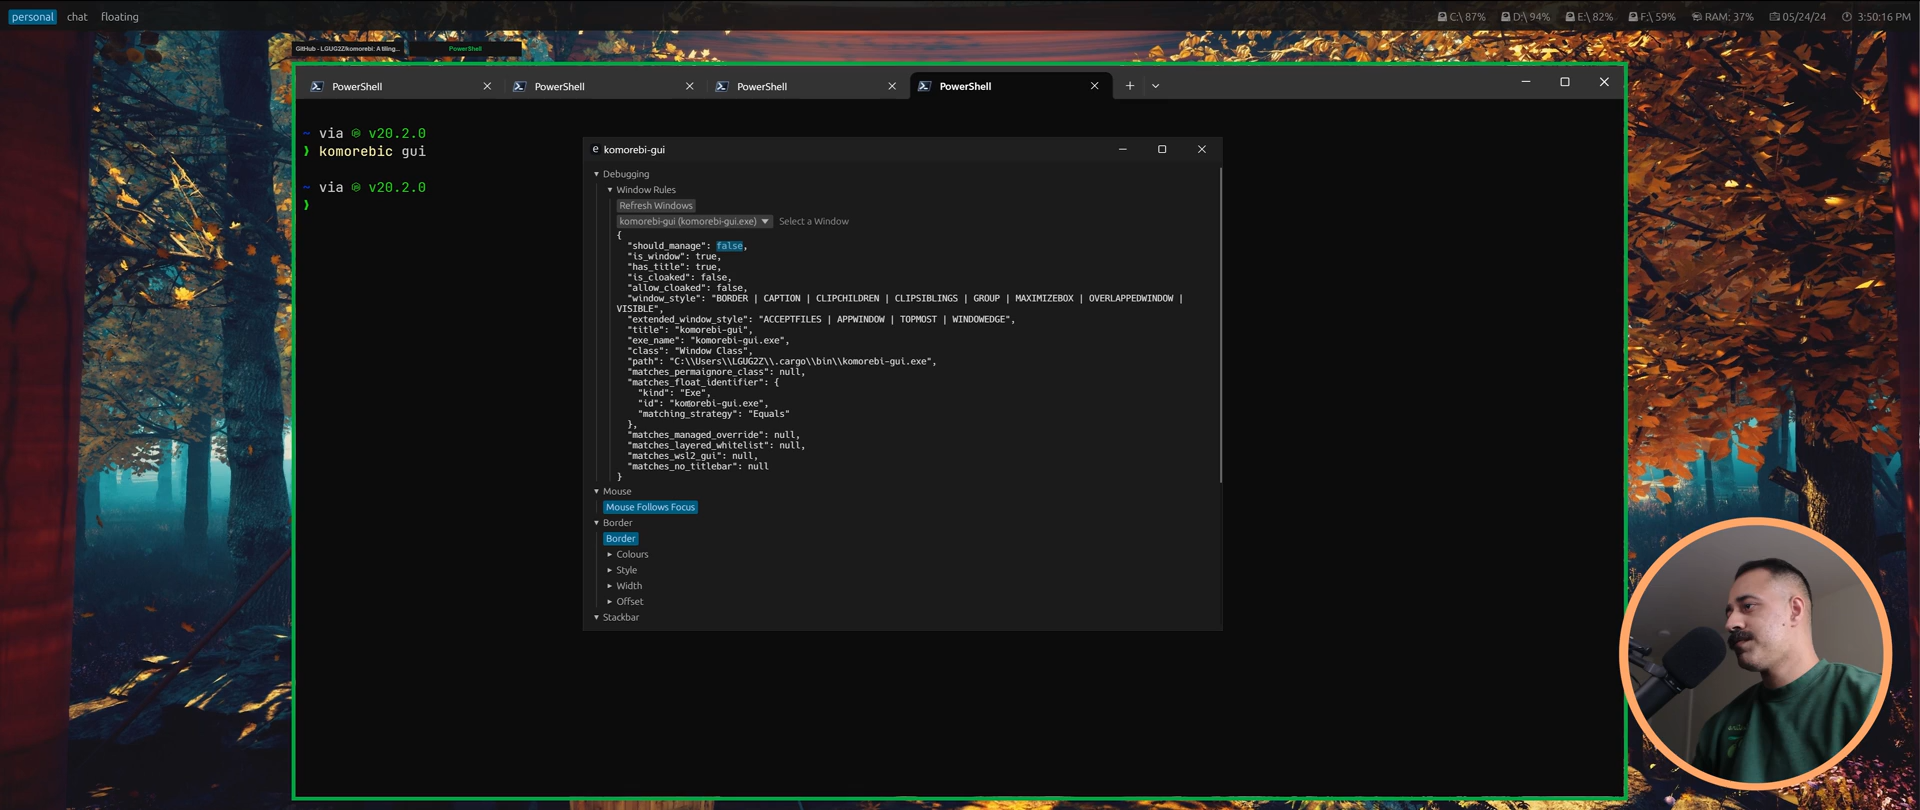 personal chat floating
C:\ 87% D:\ 94% E:\ 82% F:\ 59% RAM: 37% 05/24/24 3:50:16 PM
GitHub - LGUG2Z/komorebi: A tiling... PowerShell
PowerShell PowerShell PowerShell PowerShell
~ via v20.2.0
❯ komorebic gui
~ via v20.2.0
❯
e komorebi-gui
Debugging
Window Rules
Refresh Windows
komorebi-gui (komorebi-gui.exe) Select a Window
{
"should_manage": false,
"is_window": true,
"has_title": true,
"is_cloaked": false,
"allow_cloaked": false,
"window_style": "BORDER | CAPTION | CLIPCHILDREN | CLIPSIBLINGS | GROUP | MAXIMIZEBOX | OVERLAPPEDWINDOW |
VISIBLE",
"extended_window_style": "ACCEPTFILES | APPWINDOW | TOPMOST | WINDOWEDGE",
"title": "komorebi-gui",
"exe_name": "komorebi-gui.exe",
"class": "Window Class",
"path": "C:\\Users\\LGUG2Z\\.cargo\\bin\\komorebi-gui.exe",
"matches_permaignore_class": null,
"matches_float_identifier": {
"kind": "Exe",
"id": "komorebi-gui.exe",
"matching_strategy": "Equals"
},
"matches_managed_override": null,
"matches_layered_whitelist": null,
"matches_wsl2_gui": null,
"matches_no_titlebar": null
}
Mouse
Mouse Follows Focus
Border
Border
Colours
Style
Width
Offset
Stackbar